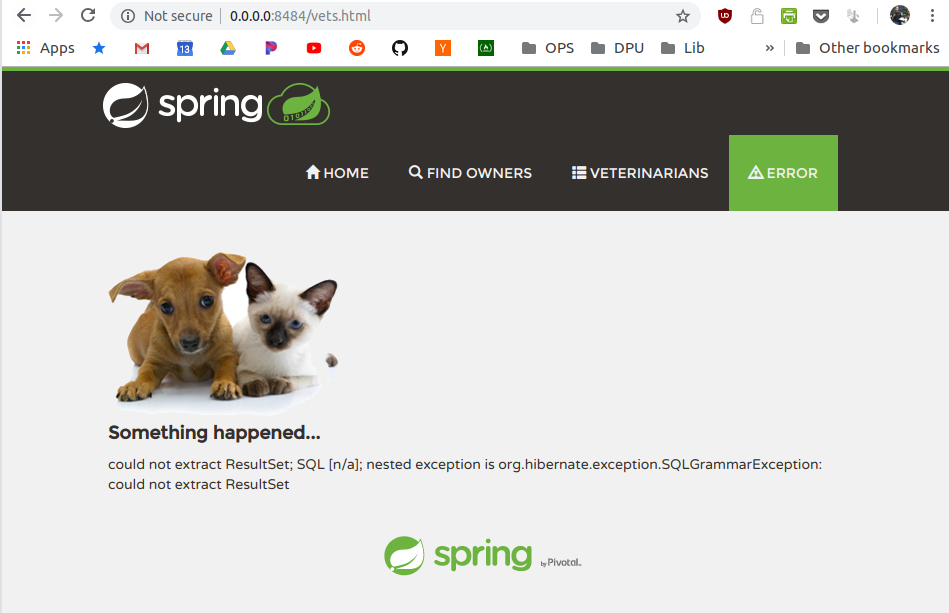 Not secure | 0.0.0.0:8484/vets.html
Apps 13 Y OPS DPU Lib » Other bookmarks
spring
HOME FIND OWNERS VETERINARIANS ERROR
Something happened...
could not extract ResultSet; SQL [n/a]; nested exception is org.hibernate.exception.SQLGrammarException:
could not extract ResultSet
spring by Pivotal.